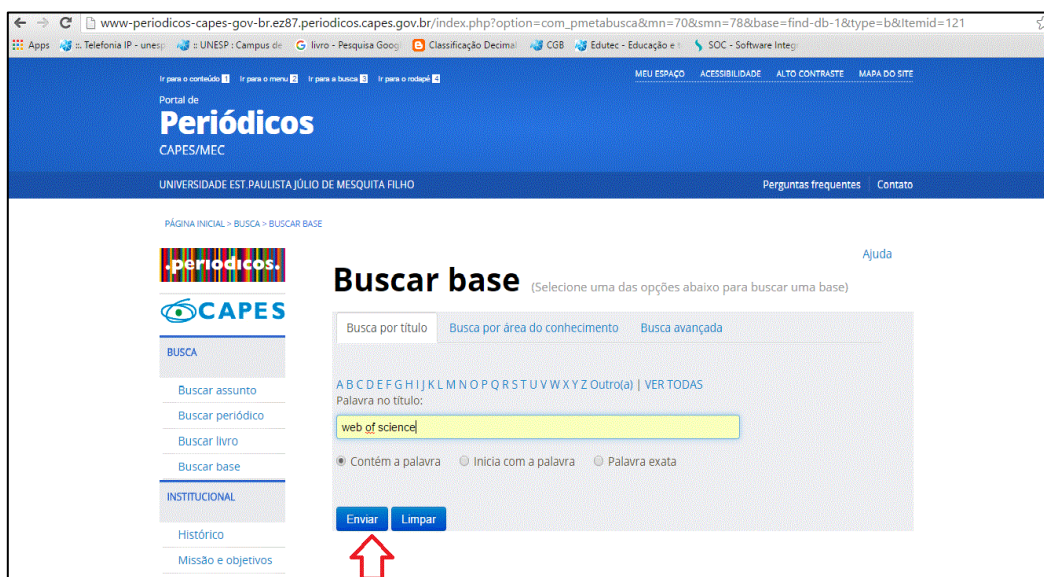 www-periodicos-capes-gov-br.ez87.periodicos.capes.gov.br/index.php?option=com_pmetabusca&mn=70&smn=78&base=find-db-1&type=b&Itemid=121
Apps :: Telefonia IP - unesp :: UNESP : Campus de livro - Pesquisa Goog Classificação Decimal CGB Edutec - Educação e t SOC - Software Integ
Ir para o conteúdo 1 Ir para o menu 2 Ir para a busca 3 Ir para o rodapé 4 MEU ESPAÇO ACESSIBILIDADE ALTO CONTRASTE MAPA DO SITE
Portal de
Periódicos
CAPES/MEC
UNIVERSIDADE EST.PAULISTA JÚLIO DE MESQUITA FILHO Perguntas frequentes Contato
PÁGINA INICIAL > BUSCA > BUSCAR BASE
Ajuda
.periodicos.
CAPES
Buscar base (Selecione uma das opções abaixo para buscar uma base)
Busca por título Busca por área do conhecimento Busca avançada
BUSCA
Buscar assunto
Buscar periódico
Buscar livro
Buscar base
INSTITUCIONAL
Histórico
Missão e objetivos
A B C D E F G H I J K L M N O P Q R S T U V W X Y Z Outro(a) | VER TODAS
Palavra no título:
web of science
Contém a palavra Inicia com a palavra Palavra exata
Enviar Limpar